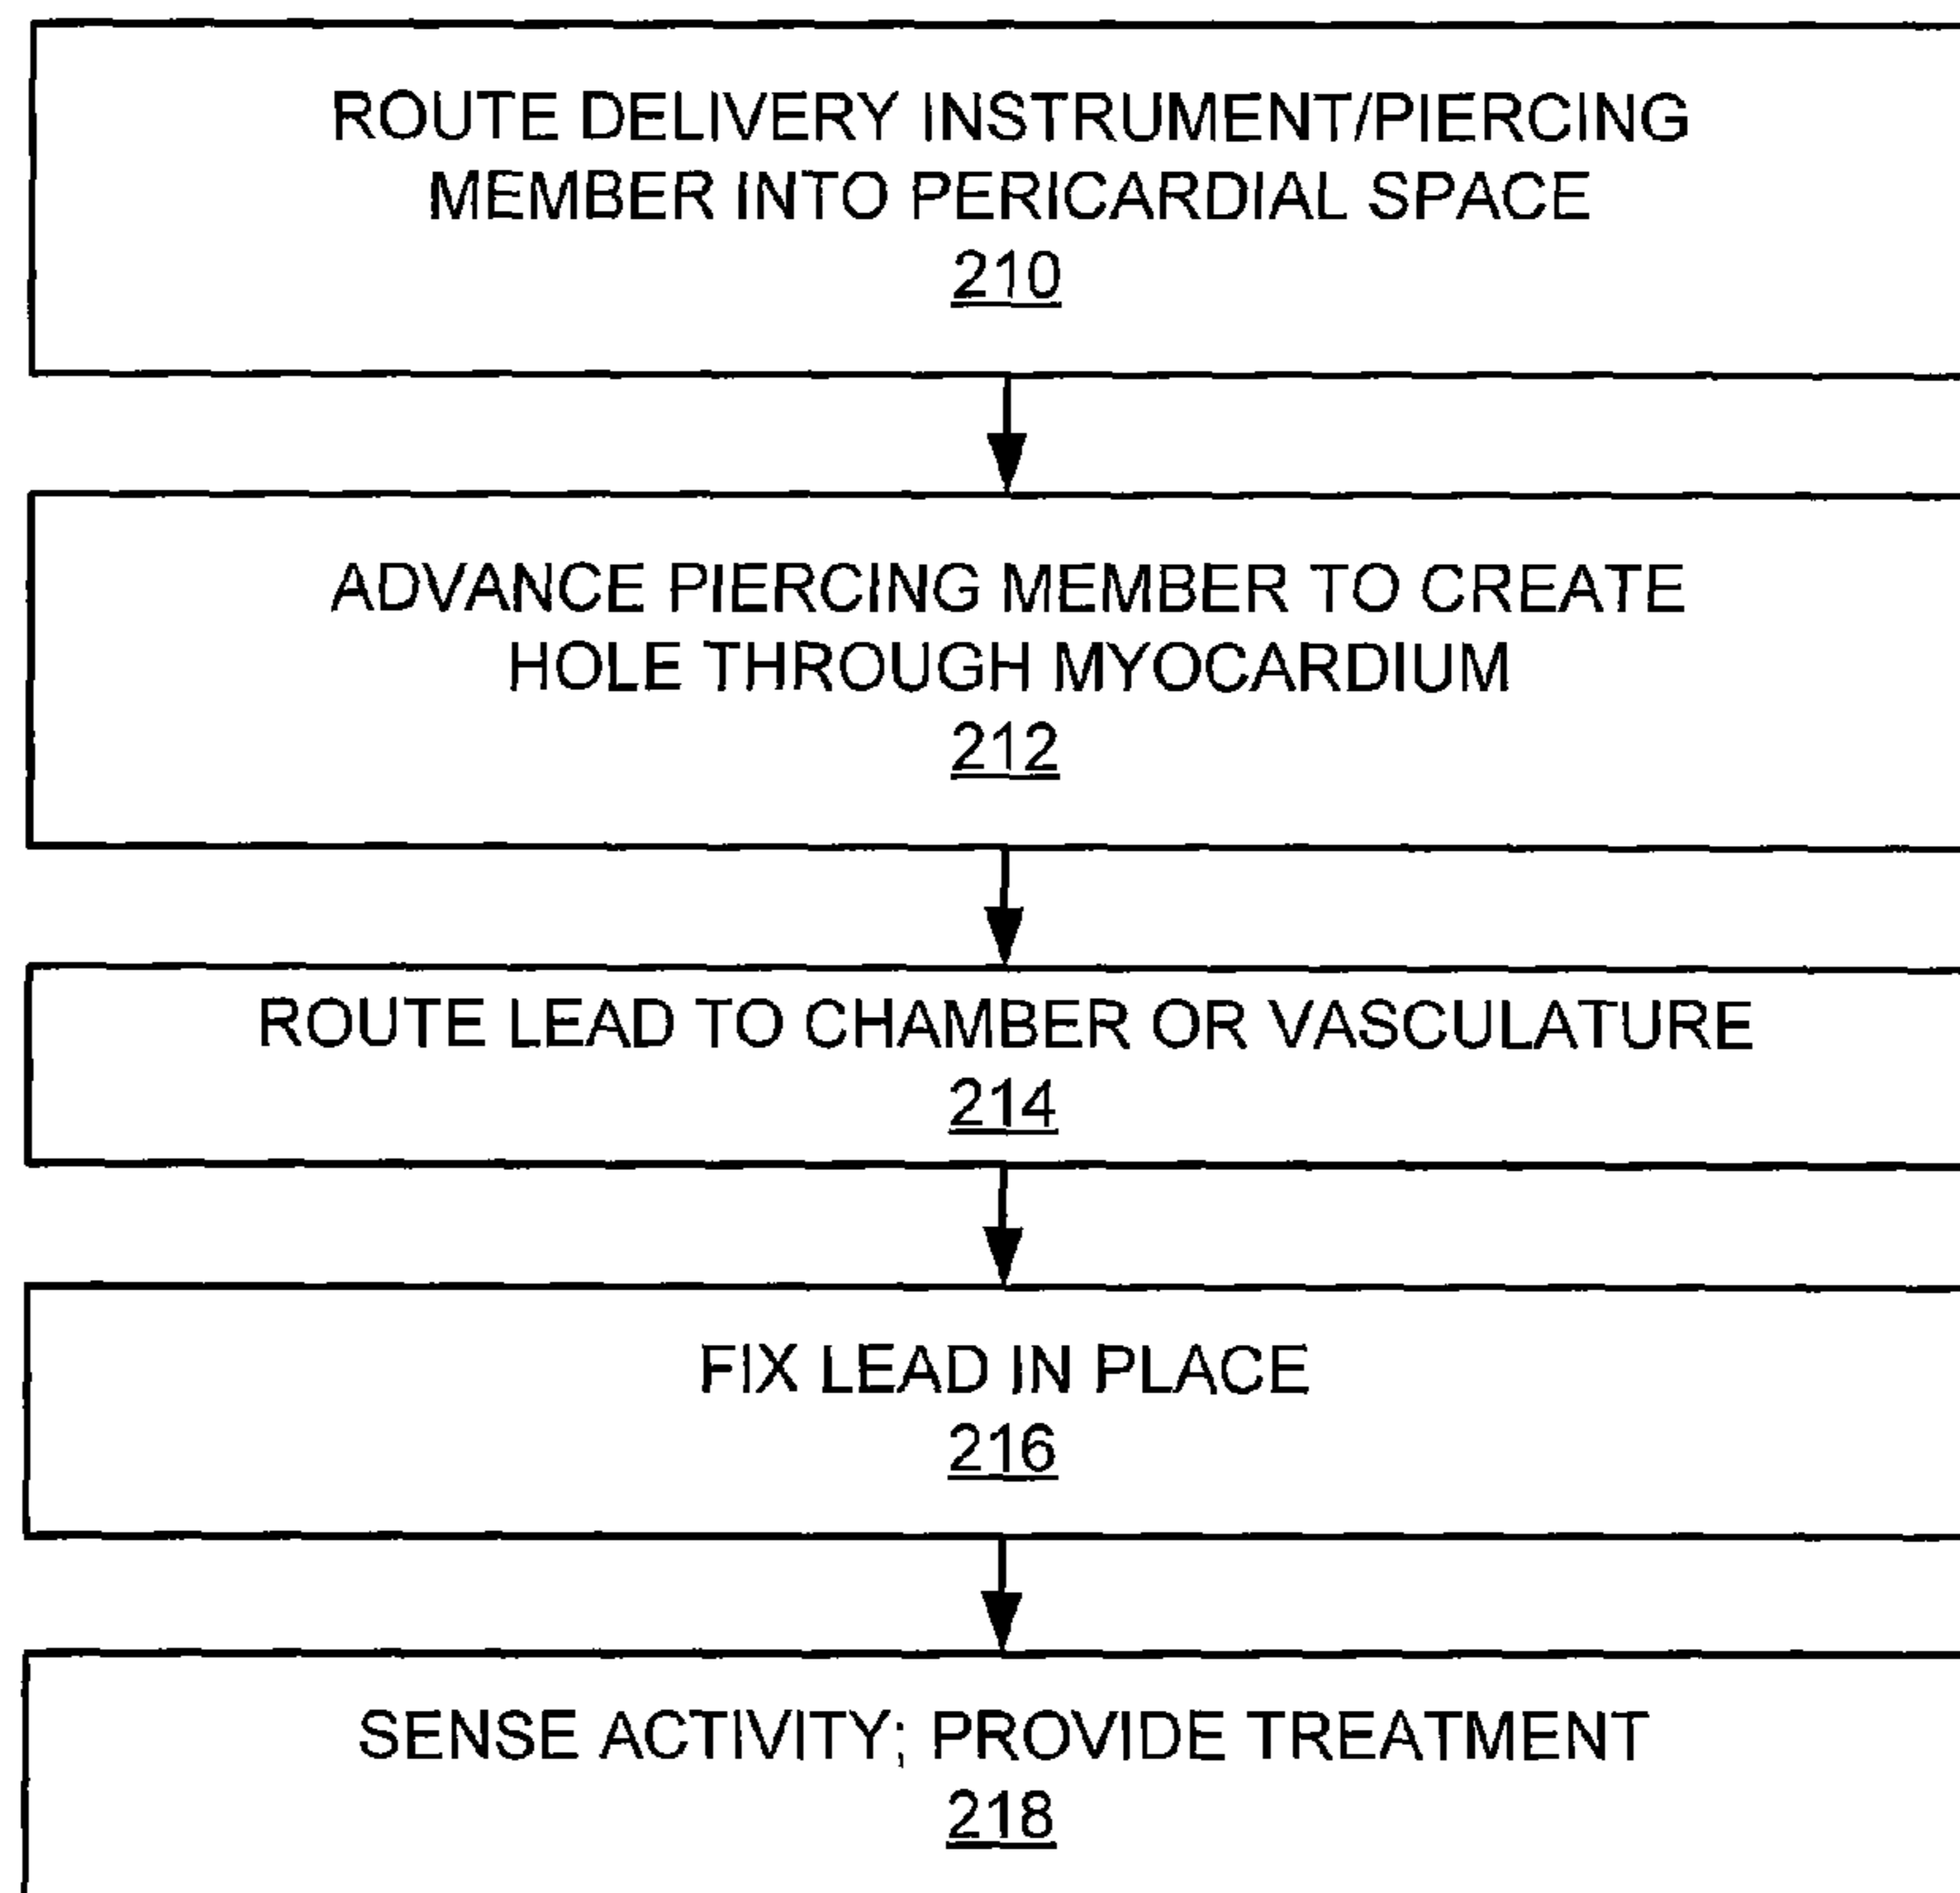 ROUTE DELIVERY INSTRUMENT/PIERCING
MEMBER INTO PERICARDIAL SPACE
210
ADVANCE PIERCING MEMBER TO CREATE
HOLE THROUGH MYOCARDIUM
212
ROUTE LEAD TO CHAMBER OR VASCULATURE
214
FIX LEAD IN PLACE
216
SENSE ACTIVITY; PROVIDE TREATMENT
218